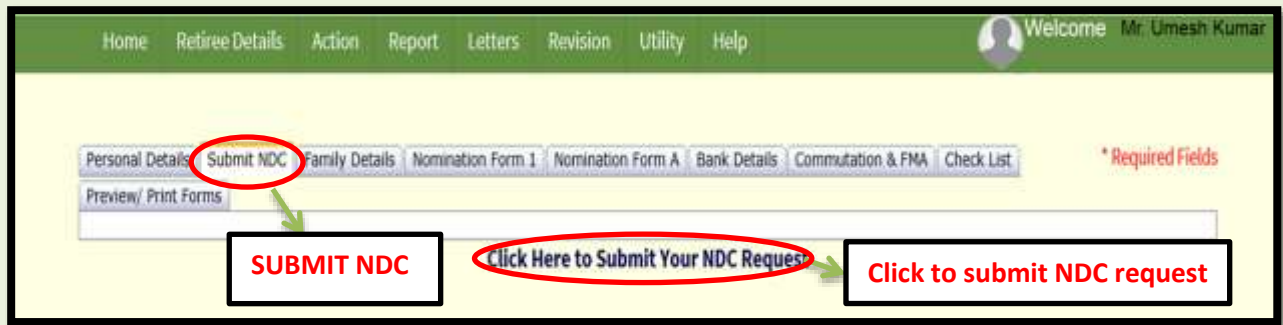 Home Retiree Details Action Report Letters Revision Utility Help Welcome Mr. Umesh Kumar
Personal Details Submit NDC Family Details Nomination Form 1 Nomination Form A Bank Details Commutation & FMA Check List * Required Fields
Preview/ Print Forms
SUBMIT NDC Click Here to Submit Your NDC Request Click to submit NDC request